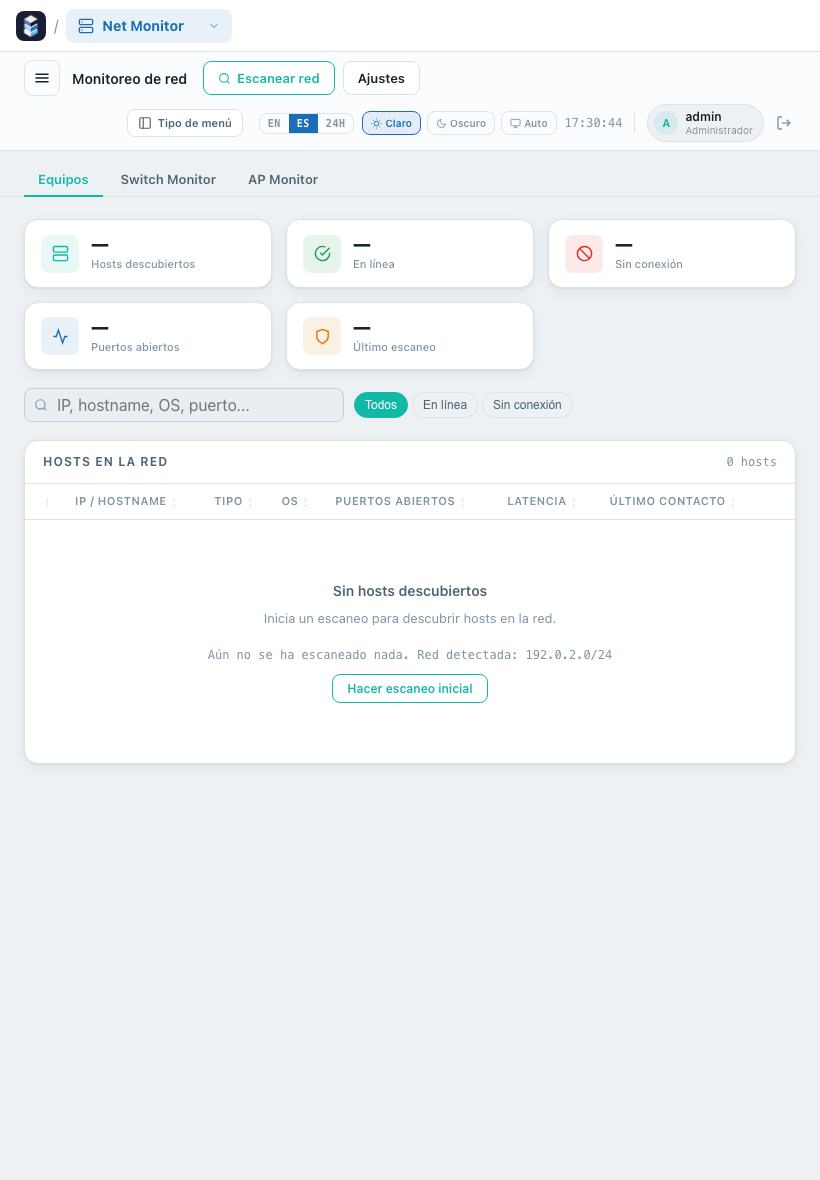 / Net Monitor
Monitoreo de red Escanear red Ajustes
Tipo de menú EN ES 24H Claro Oscuro Auto 17:30:44 A admin
Administrador
Equipos Switch Monitor AP Monitor
—
Hosts descubiertos
—
En línea
—
Sin conexión
—
Puertos abiertos
—
Último escaneo
IP, hostname, OS, puerto... Todos En línea Sin conexión
HOSTS EN LA RED 0 hosts
↕ IP / HOSTNAME ↕ TIPO ↕ OS ↕ PUERTOS ABIERTOS ↕ LATENCIA ↕ ÚLTIMO CONTACTO ↕
Sin hosts descubiertos
Inicia un escaneo para descubrir hosts en la red.
Aún no se ha escaneado nada. Red detectada: 192.0.2.0/24
Hacer escaneo inicial